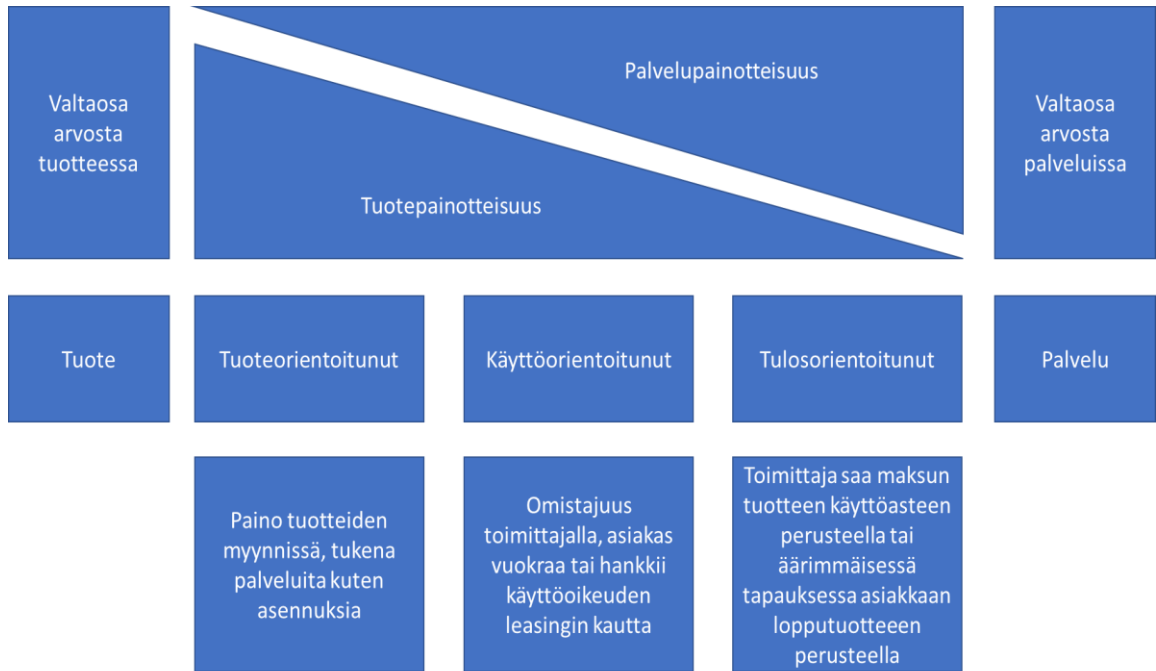 Valtaosa
arvosta
tuotteessa
Palvelupainotteisuus
Tuotepainotteisuus
Valtaosa
arvosta
palveluissa
Tuote
Tuoteorientoitunut
Käyttöorientoitunut
Tulosorientoitunut
Palvelu
Paino tuotteiden
myynnissä, tukena
palveluita kuten
asennuksia
Omistajuus
toimittajalla, asiakas
vuokraa tai hankkii
käyttöoikeuden
leasingin kautta
Toimittaja saa maksun
tuotteen käyttöasteen
perusteella tai
äärimmäisessä
tapauksessa asiakkaan
lopputuotteeen
perusteella